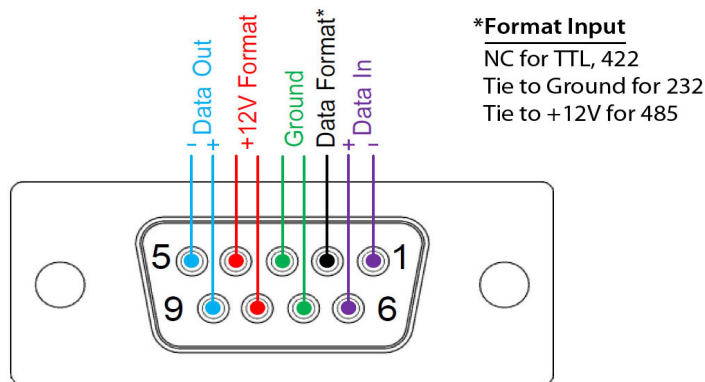 *Format Input
NC for TTL, 422
Tie to Ground for 232
Tie to +12V for 485
- Data Out
+
+12V Format
Ground
Data Format*
+ Data In
-
5
1
9
6